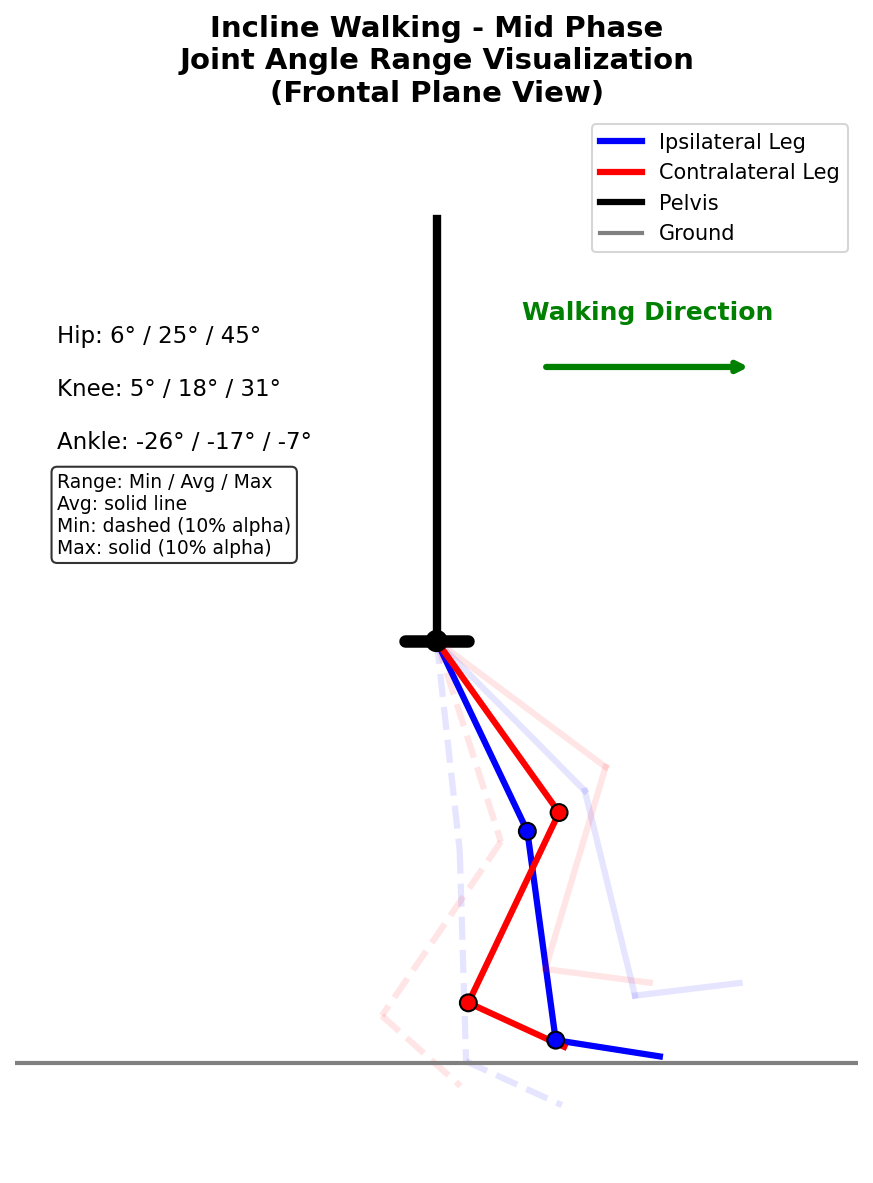 Incline Walking - Mid Phase
Joint Angle Range Visualization
(Frontal Plane View)
Ipsilateral Leg
Contralateral Leg
Pelvis
Ground
Walking Direction
Hip: 6° / 25° / 45°
Knee: 5° / 18° / 31°
Ankle: -26° / -17° / -7°
Range: Min / Avg / Max
Avg: solid line
Min: dashed (10% alpha)
Max: solid (10% alpha)